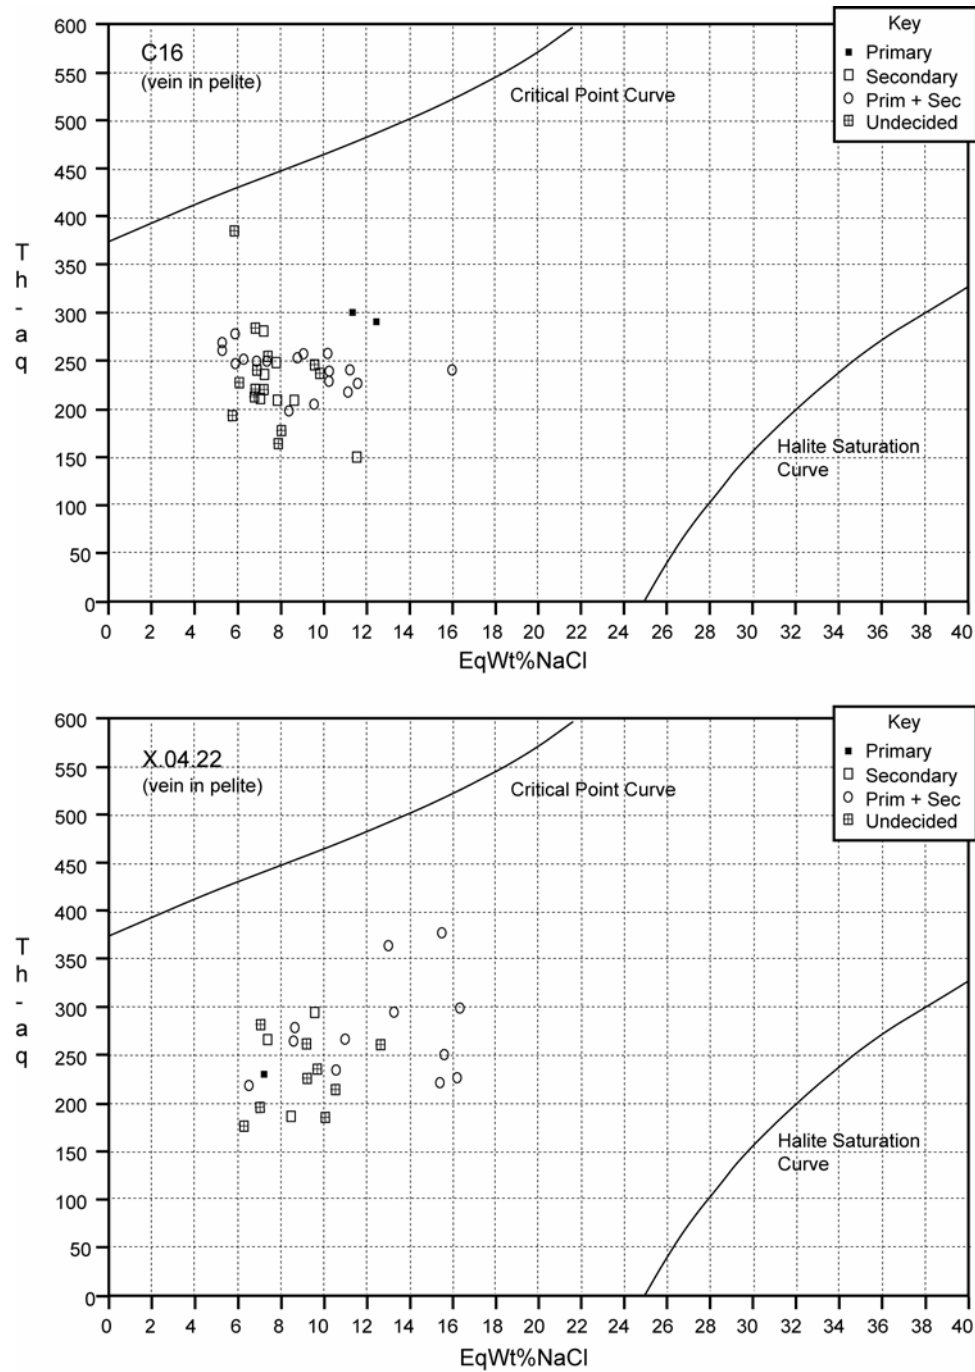 600
550
500
450
400
350
300
250
200
150
100
50
0
T
h
-
a
q
C16
(vein in pelite)
Critical Point Curve
Halite Saturation
Curve
Key
Primary
Secondary
Prim + Sec
Undecided
0 2 4 6 8 10 12 14 16 18 20 22 24 26 28 30 32 34 36 38 40
EqWt%NaCl
600
550
500
450
400
350
300
250
200
150
100
50
0
T
h
-
a
q
X.04.22
(vein in pelite)
Critical Point Curve
Halite Saturation
Curve
Key
Primary
Secondary
Prim + Sec
Undecided
0 2 4 6 8 10 12 14 16 18 20 22 24 26 28 30 32 34 36 38 40
EqWt%NaCl